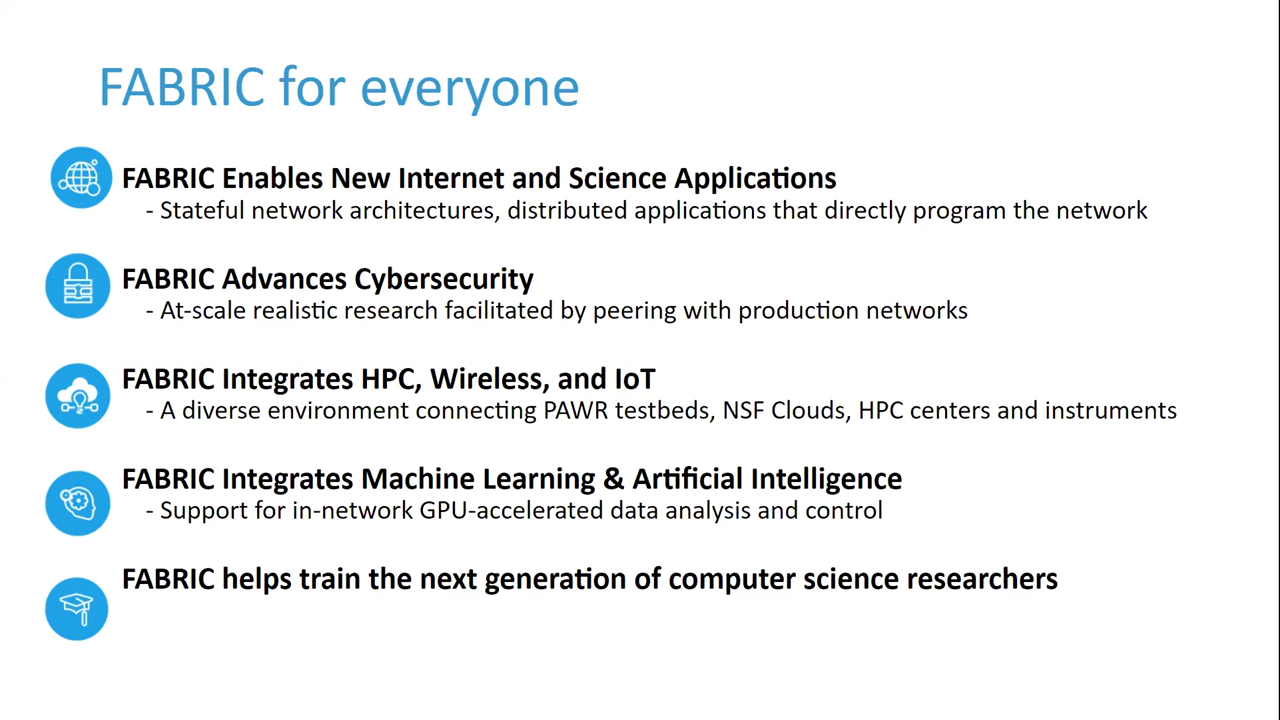 FABRIC for everyone
FABRIC Enables New Internet and Science Applications
- Stateful network architectures, distributed applications that directly program the network
FABRIC Advances Cybersecurity
- At-scale realistic research facilitated by peering with production networks
FABRIC Integrates HPC, Wireless, and IoT
- A diverse environment connecting PAWR testbeds, NSF Clouds, HPC centers and instruments
FABRIC Integrates Machine Learning & Artificial Intelligence
- Support for in-network GPU-accelerated data analysis and control
FABRIC helps train the next generation of computer science researchers